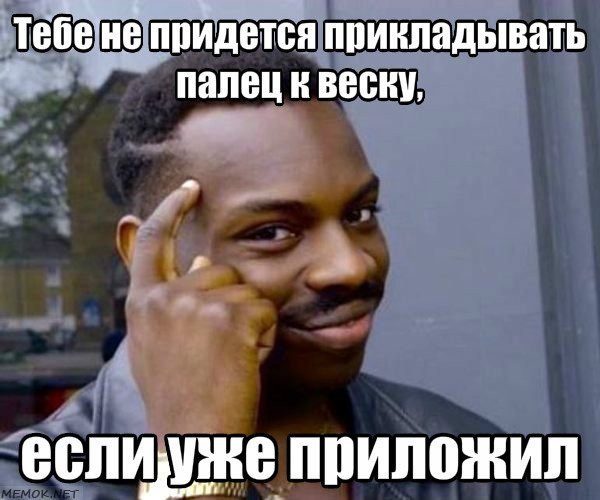 Тебе не придется прикладывать
палец к веску,
если уже приложил
MEMOK.NET